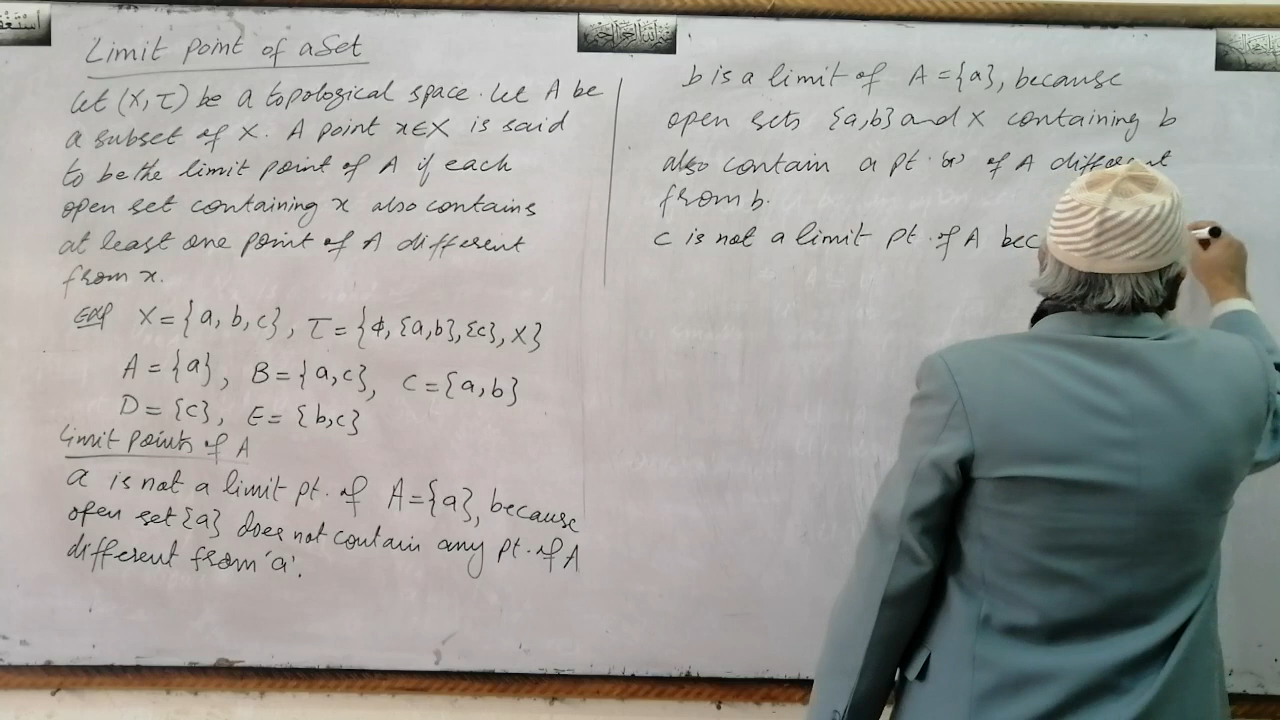 Limit Point of a Set
Let (X, τ) be a topological space. Let A be
a subset of X. A point x∈X is said
to be the limit point of A if each
open set containing x also contains
at least one point of A different
from x.
Exp X = {a, b, c}, τ = {ϕ, {a,b}, {c}, X}
A = {a}, B = {a, c}, C = {a, b}
D = {c}, E = {b, c}
Limit Points of A
a is not a limit pt. of A = {a}, because
open set {a} does not contain any pt. of A
different from 'a'.
b is a limit of A = {a}, because
open sets {a,b} and X containing b
also contain a pt. of A different
from b.
c is not a limit pt. of A bec